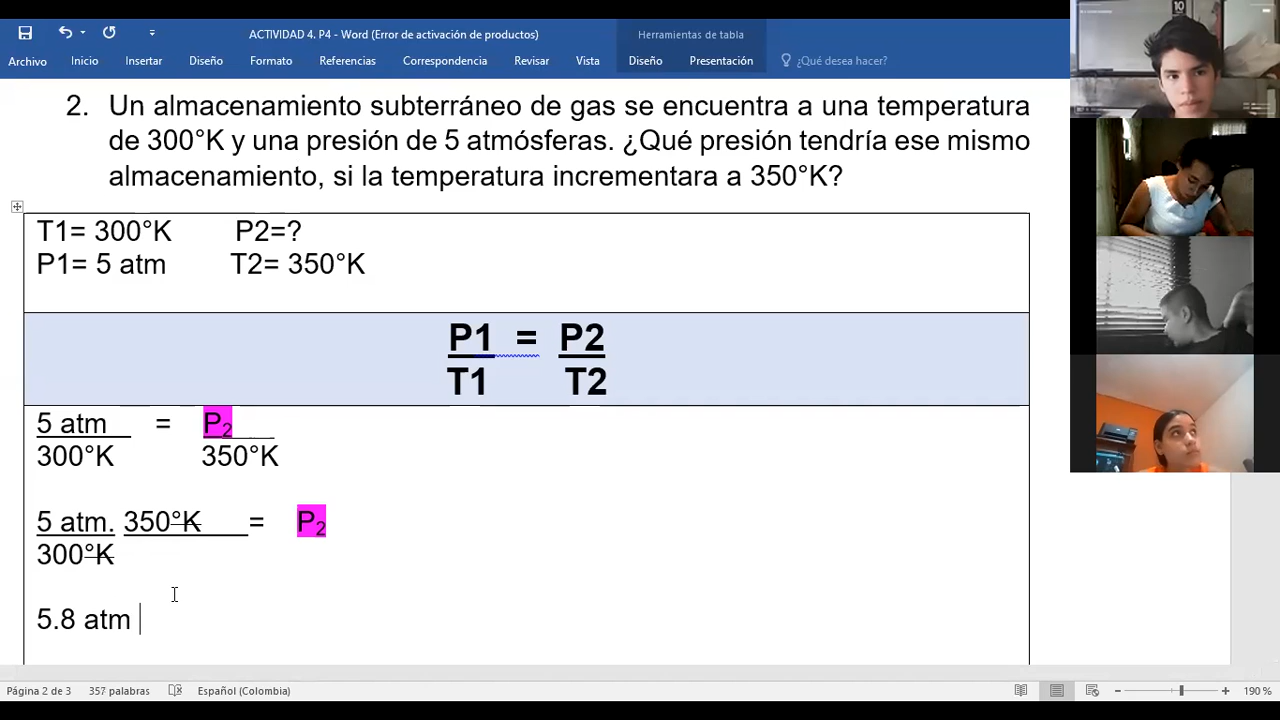 ACTIVIDAD 4. P4 - Word (Error de activación de productos)
Herramientas de tabla
Archivo Inicio Insertar Diseño Formato Referencias Correspondencia Revisar Vista Diseño Presentación ¿Qué desea hacer?
2. Un almacenamiento subterráneo de gas se encuentra a una temperatura
de 300°K y una presión de 5 atmósferas. ¿Qué presión tendría ese mismo
almacenamiento, si la temperatura incrementara a 350°K?
T1= 300°K P2=?
P1= 5 atm T2= 350°K
P1 = P2
T1 T2
5 atm = P2
300°K 350°K
5 atm. 350°K = P2
300°K
5.8 atm
Página 2 de 3 357 palabras Español (Colombia) 190 %
10